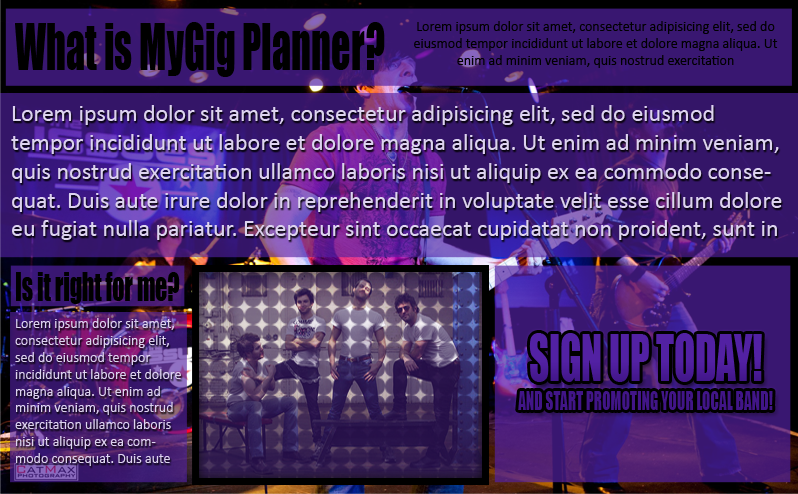 What is MyGig Planner?
Lorem ipsum dolor sit amet, consectetur adipisicing elit, sed do
eiusmod tempor incididunt ut labore et dolore magna aliqua. Ut
enim ad minim veniam, quis nostrud exercitation
Lorem ipsum dolor sit amet, consectetur adipisicing elit, sed do eiusmod
tempor incididunt ut labore et dolore magna aliqua. Ut enim ad minim veniam,
quis nostrud exercitation ullamco laboris nisi ut aliquip ex ea commodo conse-
quat. Duis aute irure dolor in reprehenderit in voluptate velit esse cillum dolore
eu fugiat nulla pariatur. Excepteur sint occaecat cupidatat non proident, sunt in
Is it right for me?
Lorem ipsum dolor sit amet,
consectetur adipisicing elit,
sed do eiusmod tempor
incididunt ut labore et dolore
magna aliqua. Ut enim ad
minim veniam, quis nostrud
exercitation ullamco laboris
nisi ut aliquip ex ea com-
modo consequat. Duis aute
CATMAX
PHOTOGRAPHY
SIGN UP TODAY!
AND START PROMOTING YOUR LOCAL BAND!